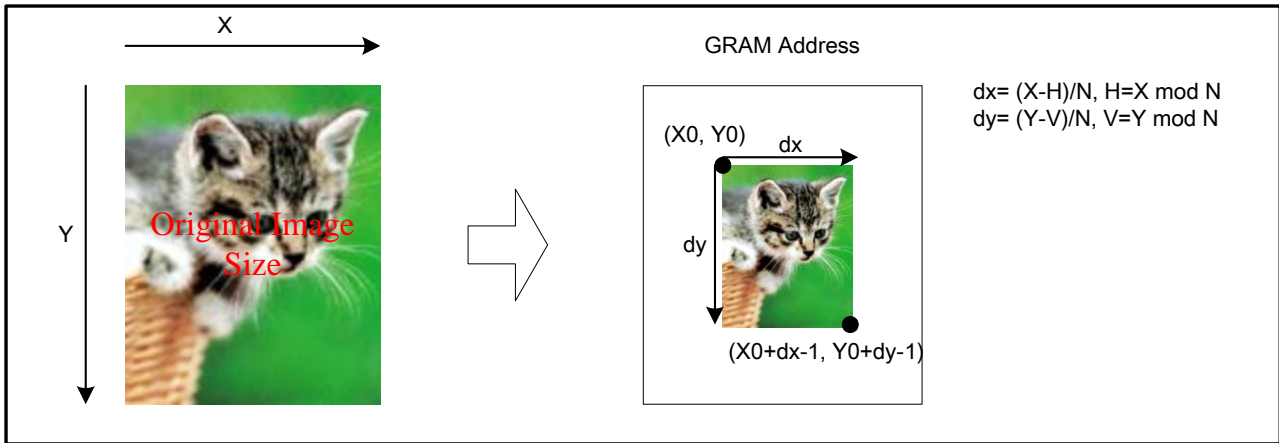 X
Y
Original Image
Size
GRAM Address
(X0, Y0)
dx
dy
(X0+dx-1, Y0+dy-1)
dx= (X-H)/N, H=X mod N
dy= (Y-V)/N, V=Y mod N